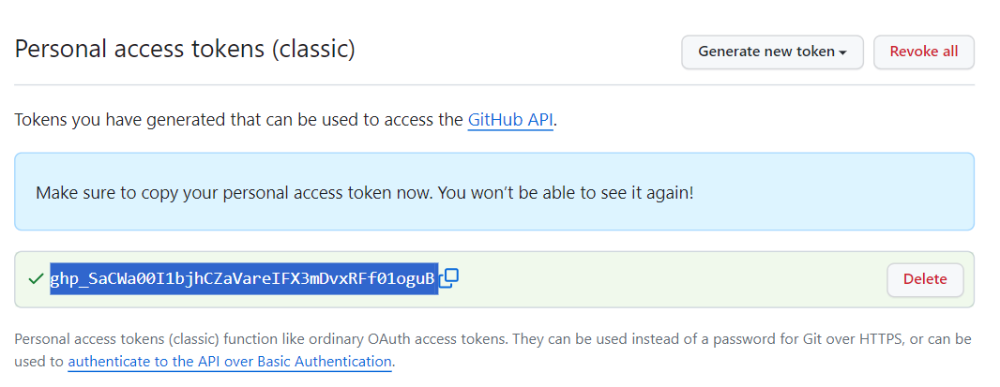 Personal access tokens (classic)
Generate new token
Revoke all
Tokens you have generated that can be used to access the GitHub API.
Make sure to copy your personal access token now. You won’t be able to see it again!
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
Delete
Personal access tokens (classic) function like ordinary OAuth access tokens. They can be used instead of a password for Git over HTTPS, or can be
used to authenticate to the API over Basic Authentication.